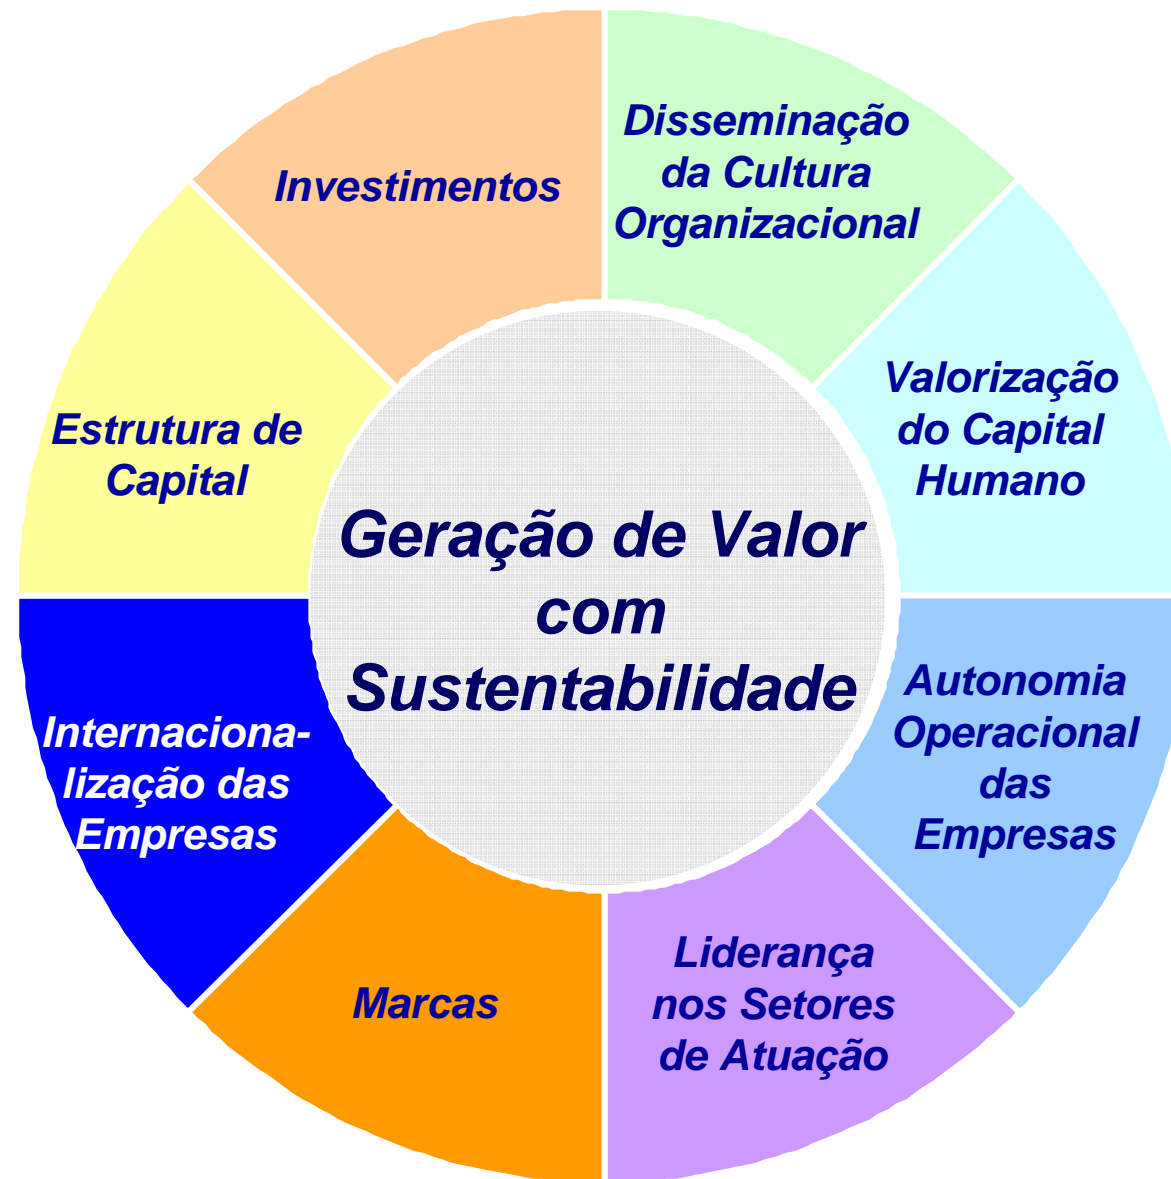 Disseminação
da Cultura
Organizacional
Investimentos
Valorização
do Capital
Humano
Estrutura de
Capital
Geração de Valor
com
Sustentabilidade
Autonomia
Operacional
das
Empresas
Internaciona-
lização das
Empresas
Liderança
nos Setores
de Atuação
Marcas